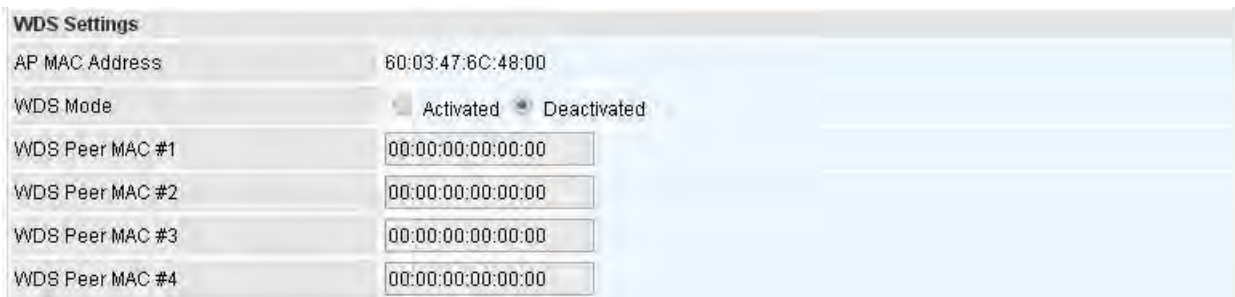 WDS Settings
AP MAC Address 60:03:47:6C:48:00
WDS Mode Activated Deactivated
WDS Peer MAC #1 00:00:00:00:00:00
WDS Peer MAC #2 00:00:00:00:00:00
WDS Peer MAC #3 00:00:00:00:00:00
WDS Peer MAC #4 00:00:00:00:00:00